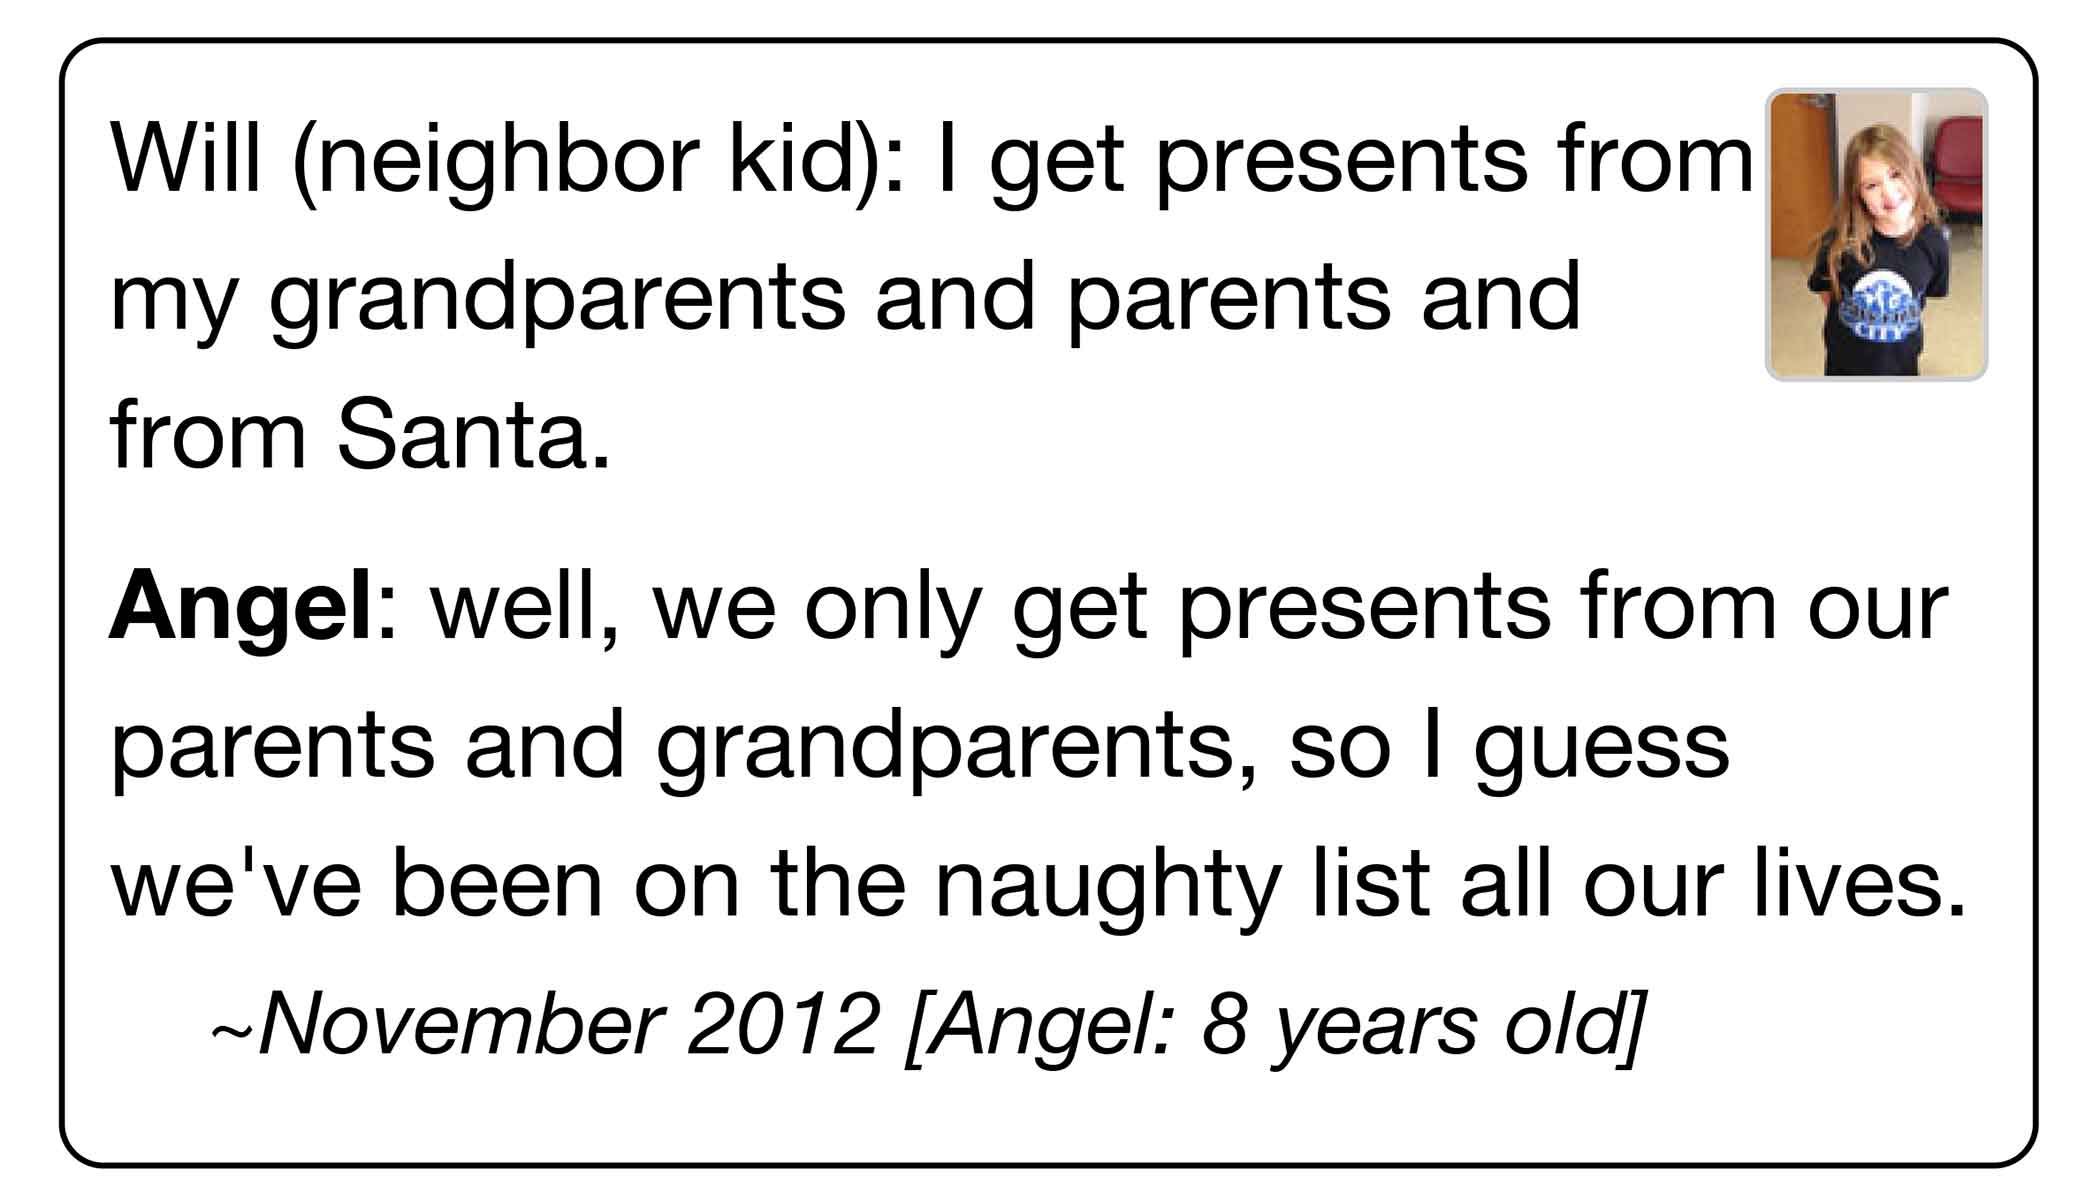 Will (neighbor kid): I get presents from
my grandparents and parents and
from Santa.
Angel: well, we only get presents from our
parents and grandparents, so I guess
we've been on the naughty list all our lives.
~November 2012 [Angel: 8 years old]
CITY